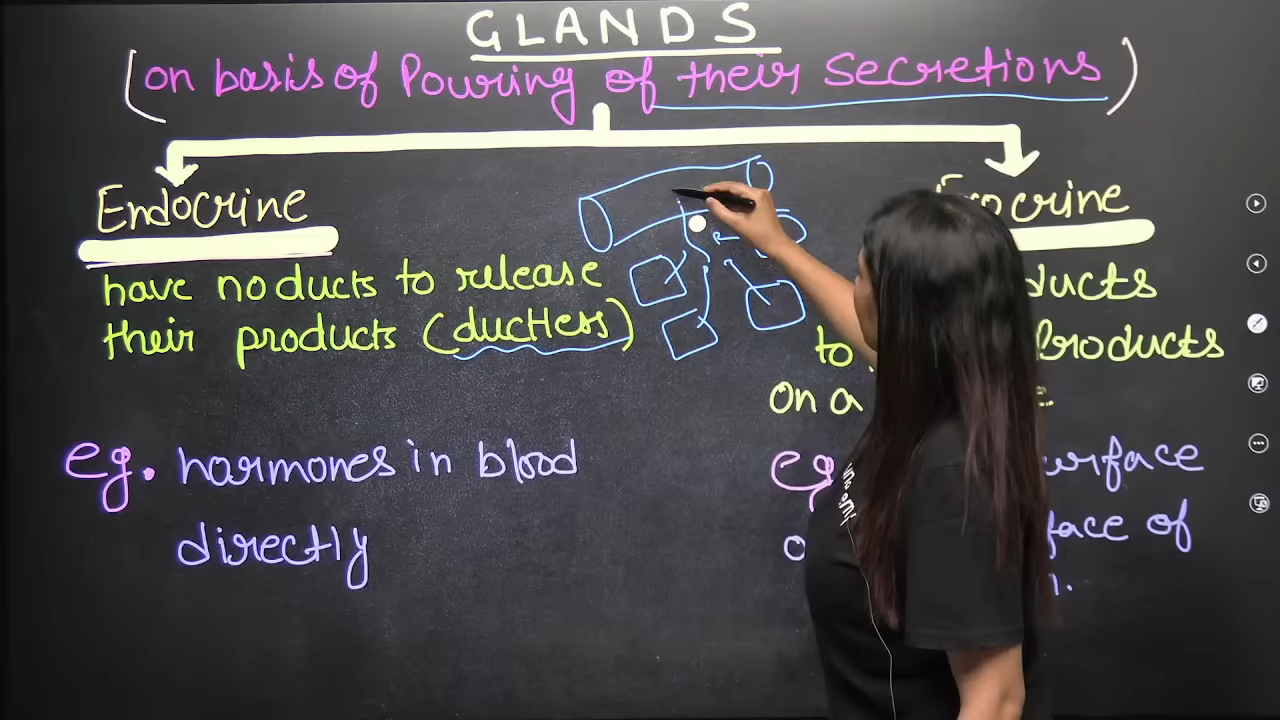 GLANDS
(on basis of Pouring of their Secretions)
Endocrine
have no ducts to release
their products (ductless)
eg. hormones in blood
directly
ducts
to Products
on a
eg urface
face of